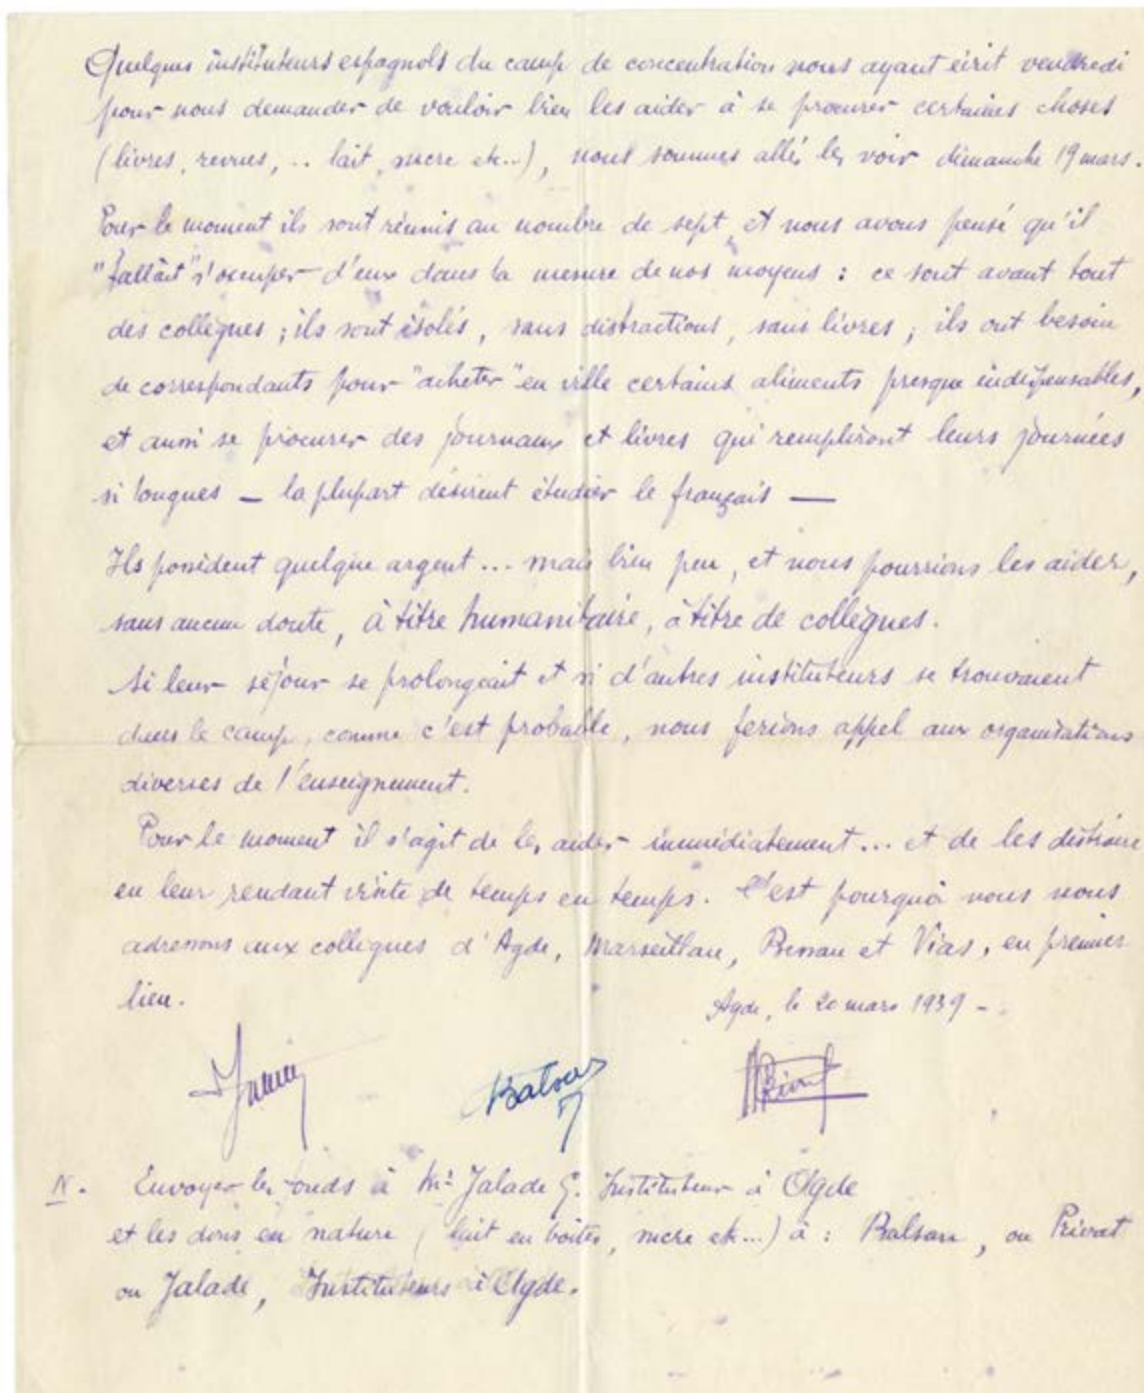 Quelques instituteurs espagnols du camp de concentration nous ayant écrit vendredi
pour nous demander de vouloir bien les aider à se procurer certaines choses
(livres, revues, .. lait, sucre etc...), nous sommes allés les voir dimanche 19 mars.
Pour le moment ils sont réunis au nombre de sept, et nous avons pensé qu'il
"fallait" s'occuper d'eux dans la mesure de nos moyens : ce sont avant tout
des collègues ; ils sont isolés, sans distractions, sans livres ; ils ont besoin
de correspondants pour "acheter" en ville certains aliments presque indispensables,
et aussi se procurer des journaux et livres qui rempliront leurs journées
si longues — la plupart désirent étudier le français —
Ils possèdent quelque argent... mais bien peu, et nous pourrions les aider,
sans aucun doute, à titre humanitaire, à titre de collègues.
Si leur séjour se prolongeait et si d'autres instituteurs se trouvaient
dans le camp, comme c'est probable, nous ferions appel aux organisations
diverses de l'enseignement.
Pour le moment il s'agit de les aider immédiatement... et de les distraire
en leur rendant visite de temps en temps. C'est pourquoi nous nous
adressons aux collègues d'Agde, Marseillan, Bessan et Vias, en premier
lieu.
Agde, le 20 mars 1939 -.
Balsan
N. Envoyer les fonds à Mr Jalade G. Instituteur à Agde
et les dons en nature (lait en boîtes, sucre etc...) à : Balsan, ou Privat
ou Jalade, Instituteurs à Agde.